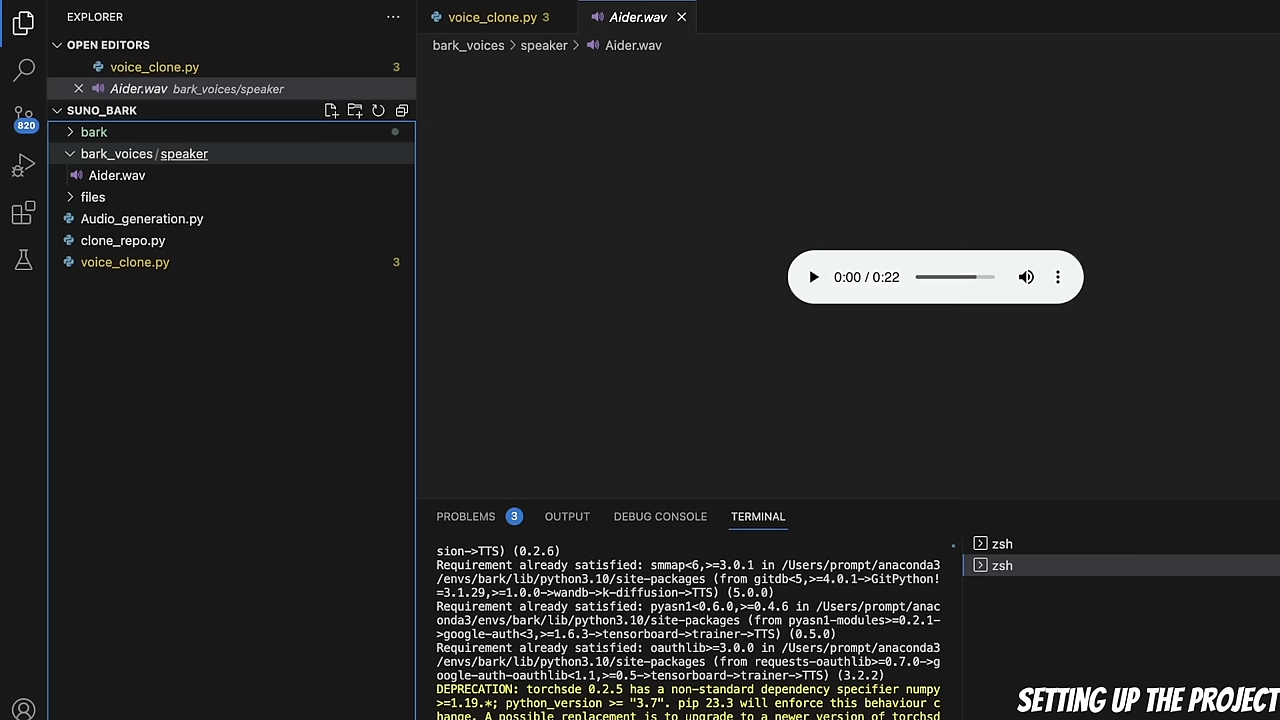 EXPLORER
OPEN EDITORS
voice_clone.py 3
Aider.wav bark_voices/speaker
SUNO_BARK
820
bark
bark_voices/speaker
Aider.wav
files
Audio_generation.py
clone_repo.py
voice_clone.py 3
voice_clone.py 3
Aider.wav
bark_voices > speaker > Aider.wav
0:00 / 0:22
PROBLEMS 3 OUTPUT DEBUG CONSOLE TERMINAL
sion->TTS) (0.2.6)
Requirement already satisfied: smmap<6,>=3.0.1 in /Users/prompt/anaconda3
/envs/bark/lib/python3.10/site-packages (from gitdb<5,>=4.0.1->GitPython!
=3.1.29,>=1.0.0->wandb->k-diffusion->TTS) (5.0.0)
Requirement already satisfied: pyasn1<0.6.0,>=0.4.6 in /Users/prompt/anac
onda3/envs/bark/lib/python3.10/site-packages (from pyasn1-modules>=0.2.1-
>google-auth<3,>=1.6.3->tensorboard->trainer->TTS) (0.5.0)
Requirement already satisfied: oauthlib>=3.0.0 in /Users/prompt/anaconda3
/envs/bark/lib/python3.10/site-packages (from requests-oauthlib>=0.7.0->g
oogle-auth-oauthlib<1.1,>=0.5->tensorboard->trainer->TTS) (3.2.2)
DEPRECATION: torchsde 0.2.5 has a non-standard dependency specifier numpy
>=1.19.*; python_version >= "3.7". pip 23.3 will enforce this behaviour c
hange. A possible replacement is to upgrade to a newer version of torchsd
zsh
zsh
SETTING UP THE PROJECT